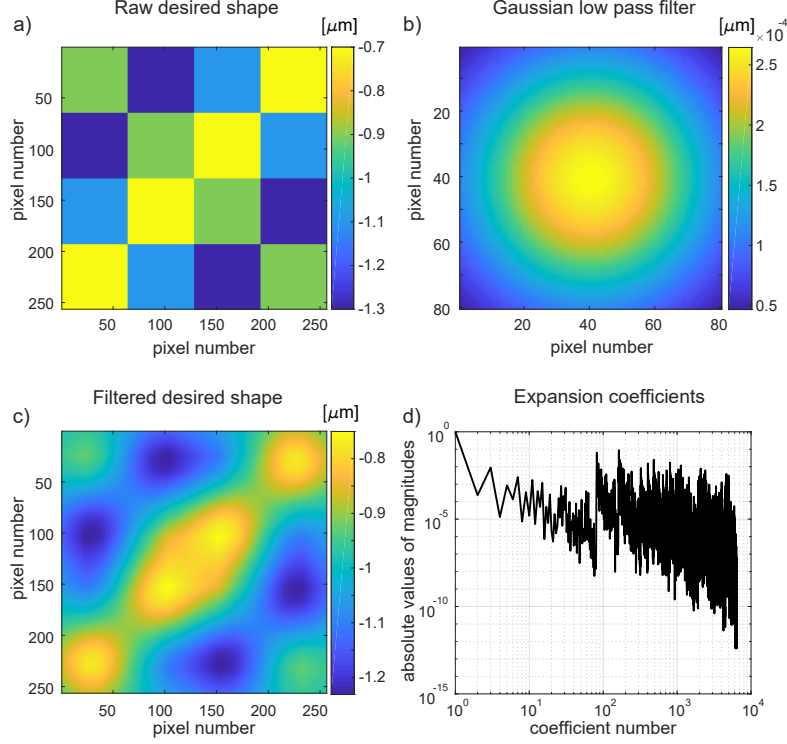 Raw desired shape
a)
[μm]
-0.7
-0.8
-0.9
-1
-1.1
-1.2
-1.3
50
100
150
200
250
pixel number
50 100 150 200 250
pixel number
Gaussian low pass filter
b)
[μm]
×10⁻⁴
2.5
2
1.5
1
0.5
20
40
60
80
pixel number
20 40 60 80
pixel number
Filtered desired shape
c)
[μm]
-0.8
-0.9
-1
-1.1
-1.2
50
100
150
200
250
pixel number
50 100 150 200 250
pixel number
Expansion coefficients
d)
10⁰
10⁻⁵
10⁻¹⁰
10⁻¹⁵
absolute values of magnitudes
10⁰ 10¹ 10² 10³ 10⁴
coefficient number